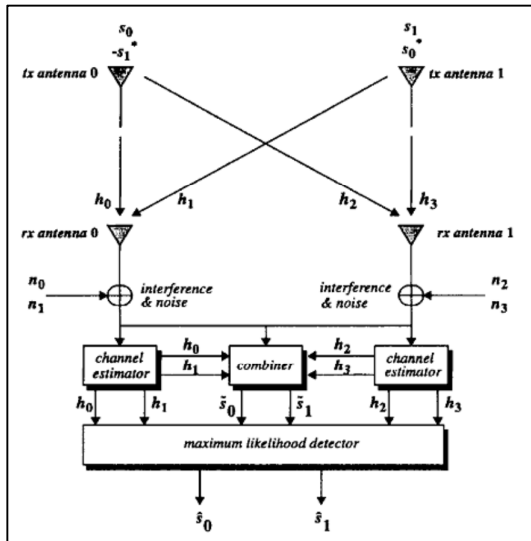 s₀ s₁
-s₁* s₀*
tx antenna 0 tx antenna 1
h₀ h₁ h₂ h₃
rx antenna 0 rx antenna 1
n₀ interference interference n₂
n₁ & noise & noise n₃
channel estimator h₀ combiner h₂ channel estimator
h₁ h₃
h₀ h₁ s̃₀ s̃₁ h₂ h₃
maximum likelihood detector
ŝ₀ ŝ₁